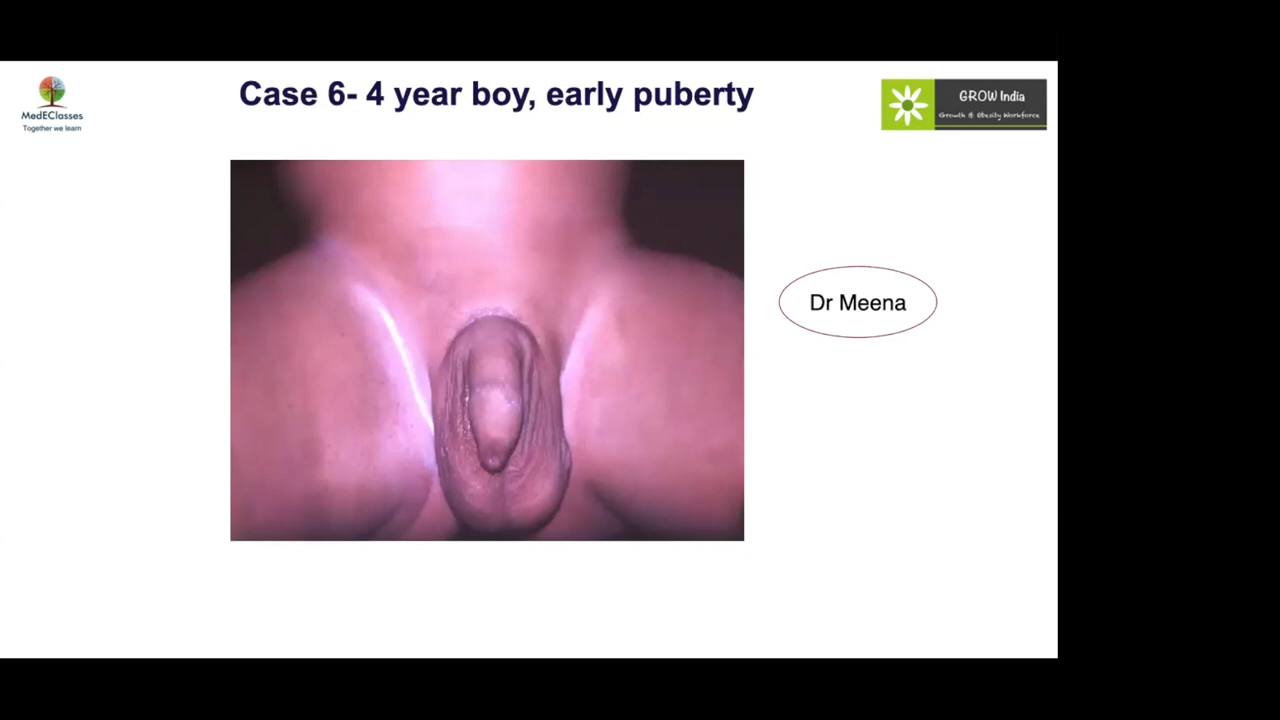 Case 6- 4 year boy, early puberty
MedEClasses
Together we learn
GROW India
Growth & Obesity Workforce
Dr Meena